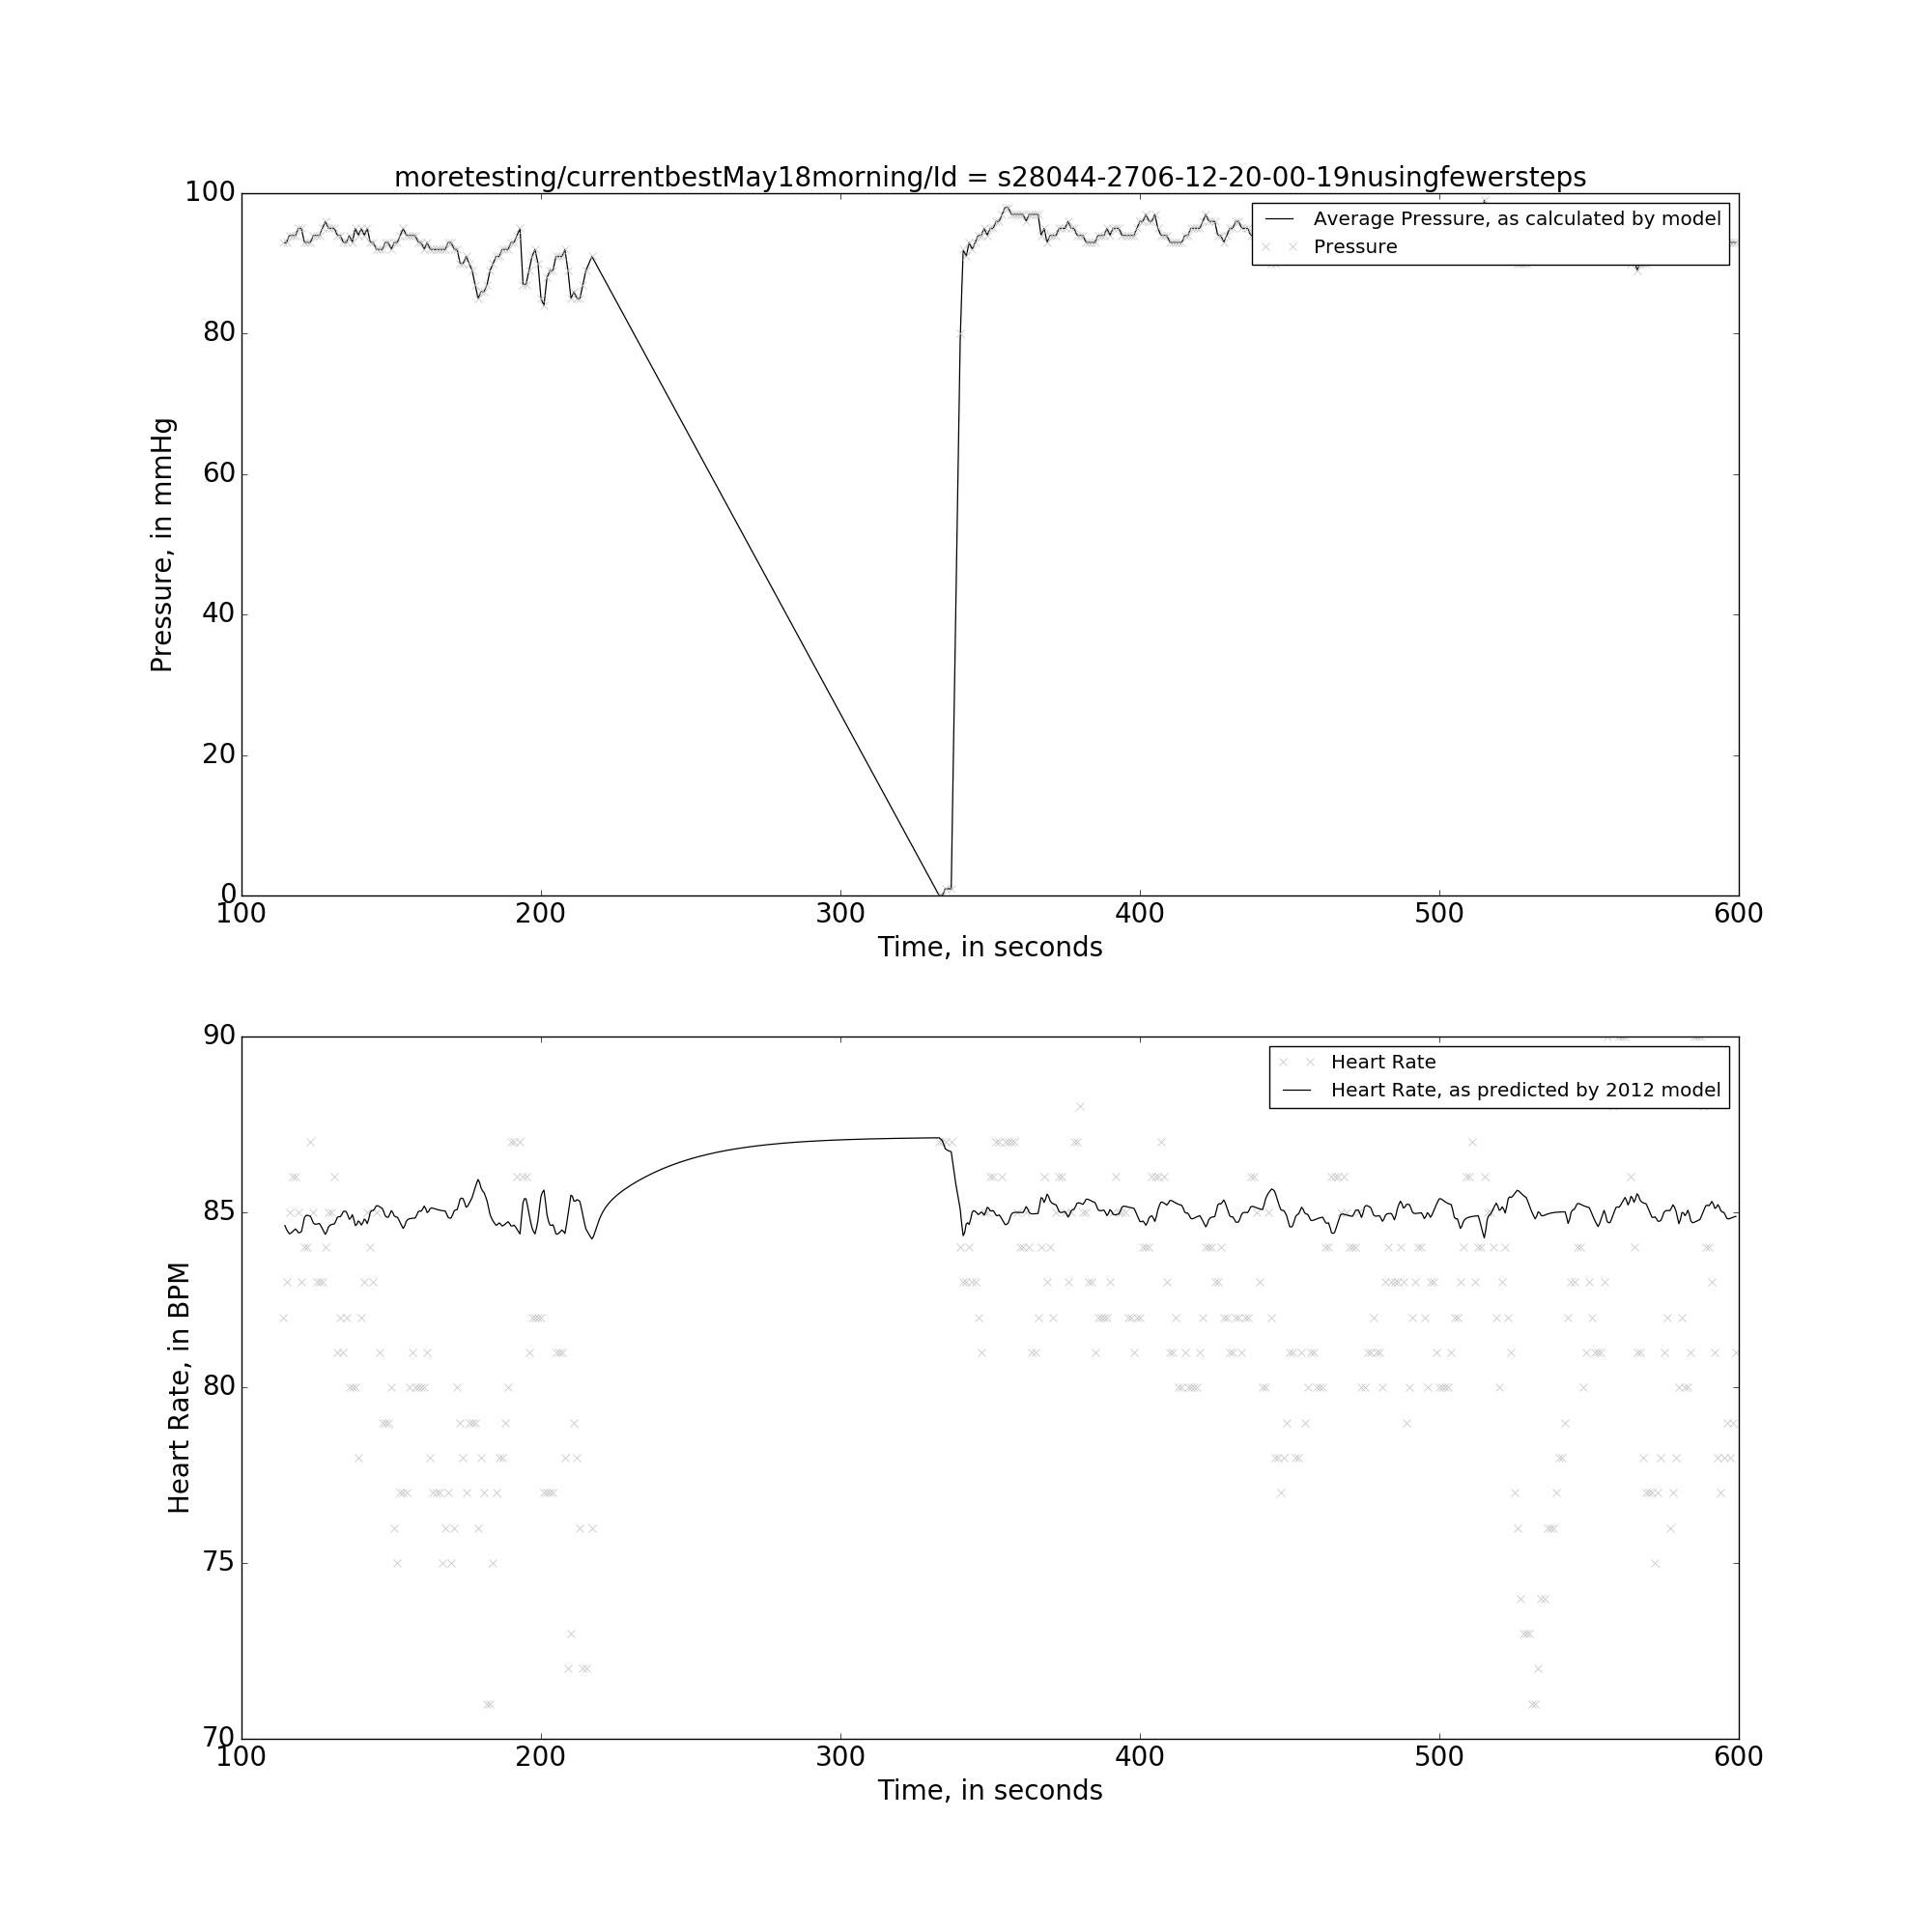 moretesting/currentbestMay18morning/Id = s28044-2706-12-20-00-19nusingfewersteps
100
80
60
40
20
0
Pressure, in mmHg
Average Pressure, as calculated by model
Pressure
100 200 300 400 500 600
Time, in seconds
90
85
80
75
70
Heart Rate, in BPM
Heart Rate
Heart Rate, as predicted by 2012 model
100 200 300 400 500 600
Time, in seconds